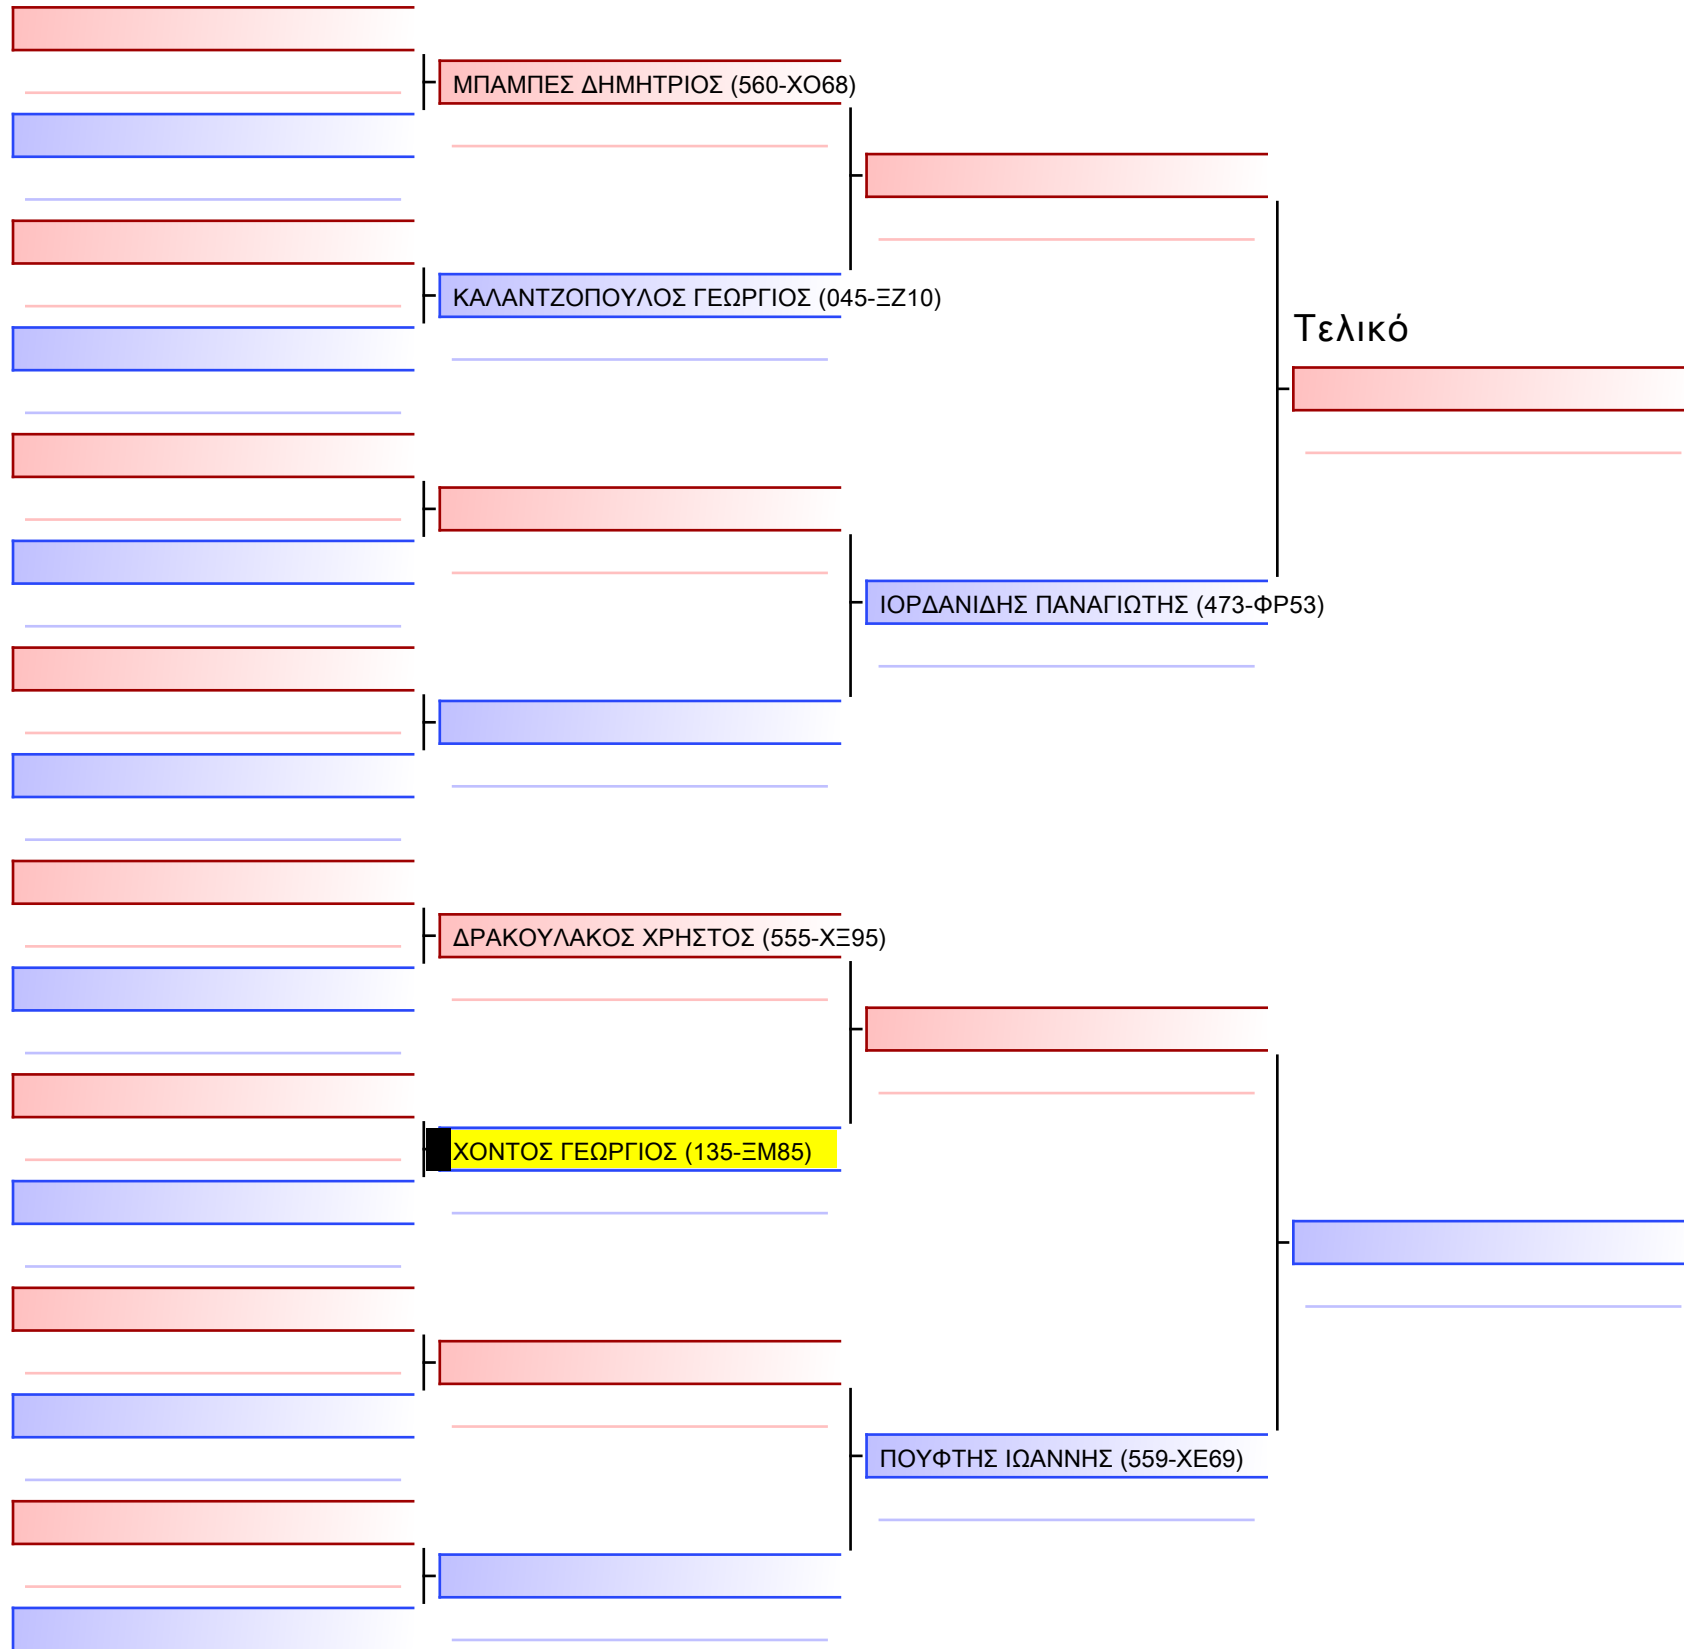 ΜΠΑΜΠΕΣ ΔΗΜΗΤΡΙΟΣ (560-ΧΟ68)
ΚΑΛΑΝΤΖΟΠΟΥΛΟΣ ΓΕΩΡΓΙΟΣ (045-ΞΖ10)
Τελικό
ΙΟΡΔΑΝΙΔΗΣ ΠΑΝΑΓΙΩΤΗΣ (473-ΦΡ53)
ΔΡΑΚΟΥΛΑΚΟΣ ΧΡΗΣΤΟΣ (555-ΧΞ95)
ΧΟΝΤΟΣ ΓΕΩΡΓΙΟΣ (135-ΞΜ85)
ΠΟΥΦΤΗΣ ΙΩΑΝΝΗΣ (559-ΧΕ69)